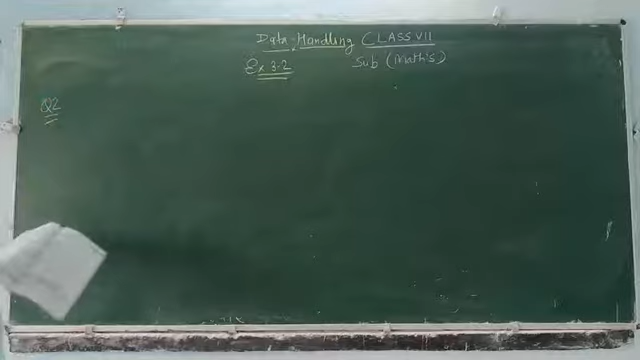 Data Handling CLASS VII
Ex 3.2 Sub (Math's)
Q2